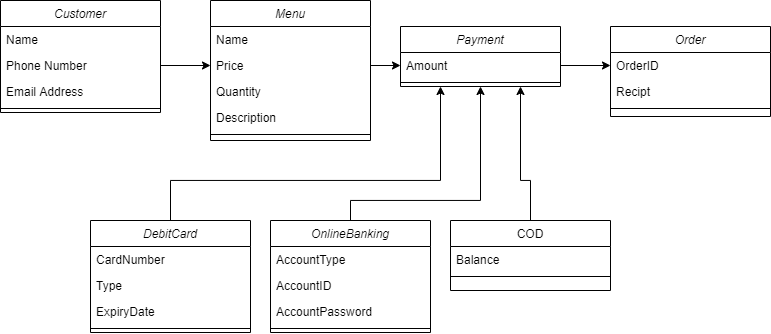 Customer
Name
Phone Number
Email Address
Menu
Name
Price
Quantity
Description
Payment
Amount
Order
OrderID
Recipt
DebitCard
CardNumber
Type
ExpiryDate
OnlineBanking
AccountType
AccountID
AccountPassword
COD
Balance